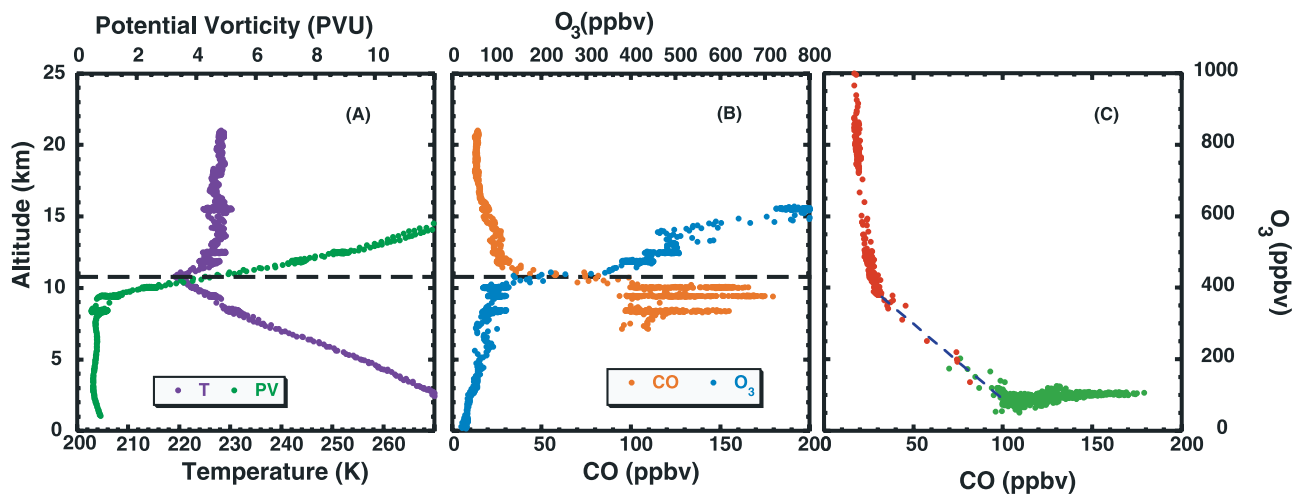 Potential Vorticity (PVU)
0 2 4 6 8 10
Altitude (km)
25
20
15
10
5
0
(A)
T PV
200 210 220 230 240 250 260
Temperature (K)
O3(ppbv)
0 100 200 300 400 500 600 700 800
(B)
CO O3
0 50 100 150 200
CO (ppbv)
(C)
1000
800
600
400
200
0
O3 (ppbv)
50 100 150 200
CO (ppbv)